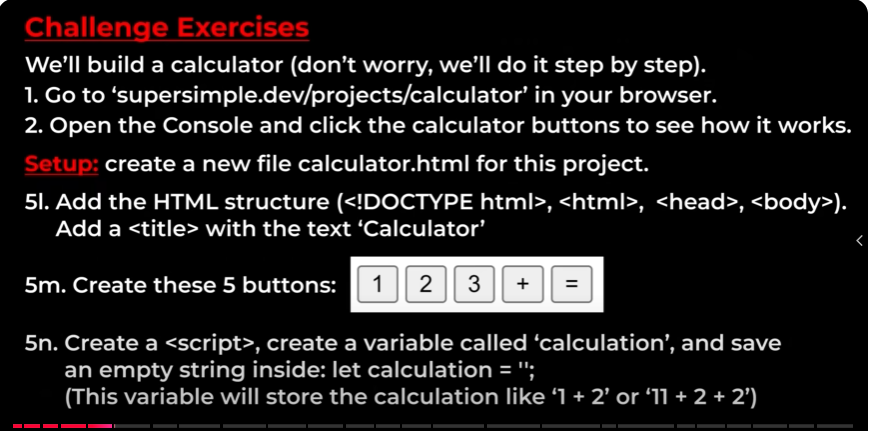 Challenge Exercises
We'll build a calculator (don't worry, we'll do it step by step).
1. Go to ‘supersimple.dev/projects/calculator’ in your browser.
2. Open the Console and click the calculator buttons to see how it works.
Setup: create a new file calculator.html for this project.
5l. Add the HTML structure (<!DOCTYPE html>, <html>, <head>, <body>).
Add a <title> with the text ‘Calculator’
5m. Create these 5 buttons: 1 2 3 + =
5n. Create a <script>, create a variable called ‘calculation’, and save
an empty string inside: let calculation = '';
(This variable will store the calculation like ‘1 + 2’ or ‘11 + 2 + 2’)